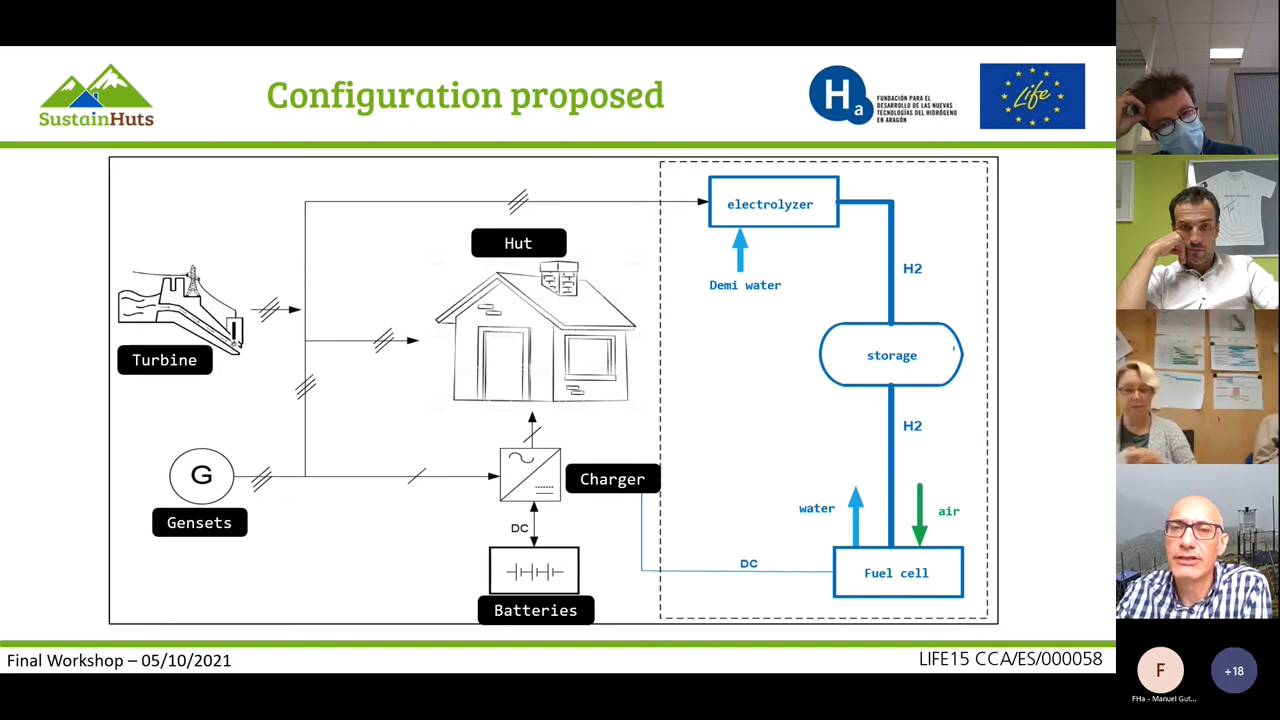 SustainHuts
Configuration proposed
Ha
FUNDACIÓN PARA EL
DESARROLLO DE LAS NUEVAS
TECNOLOGÍAS DEL HIDRÓGENO
EN ARAGÓN
Life
electrolyzer
Hut
H2
Demi water
Turbine
storage
H2
G
Charger
Gensets
water
air
DC
DC
Fuel cell
Batteries
Final Workshop – 05/10/2021
LIFE15 CCA/ES/000058
F
+18
FHa - Manuel Gut...